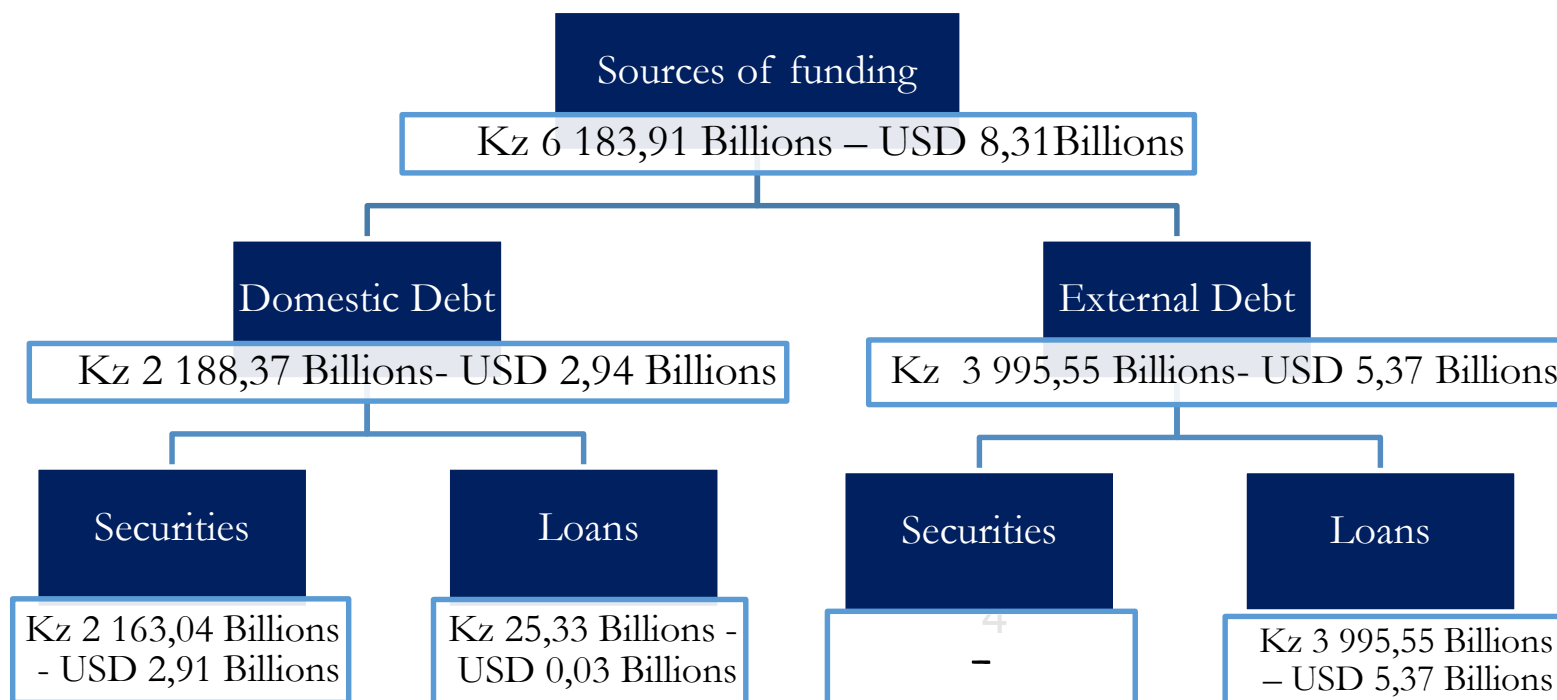 Sources of funding
Kz 6 183,91 Billions – USD 8,31Billions
Domestic Debt
Kz 2 188,37 Billions- USD 2,94 Billions
External Debt
Kz 3 995,55 Billions- USD 5,37 Billions
Securities
Kz 2 163,04 Billions
- USD 2,91 Billions
Loans
Kz 25,33 Billions -
USD 0,03 Billions
Securities
4
–
Loans
Kz 3 995,55 Billions
– USD 5,37 Billions